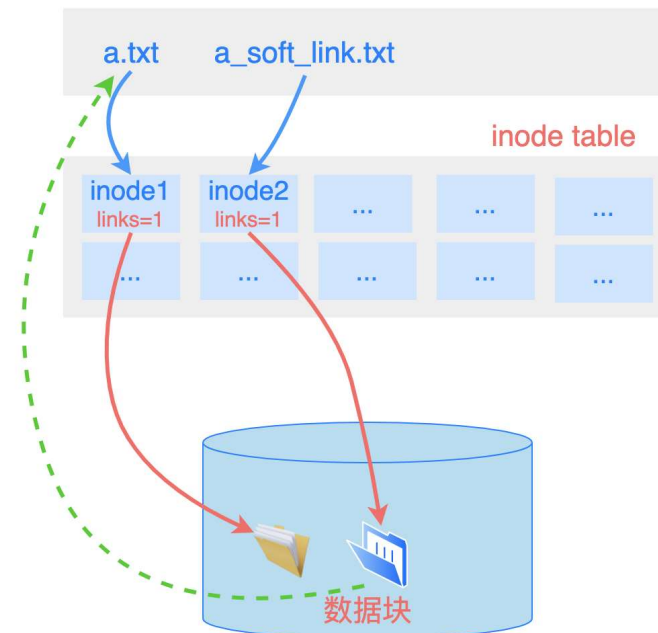 a.txt a_soft_link.txt
inode table
inode1 inode2 ... ... ...
links=1 links=1
... ... ... ... ...
数据块